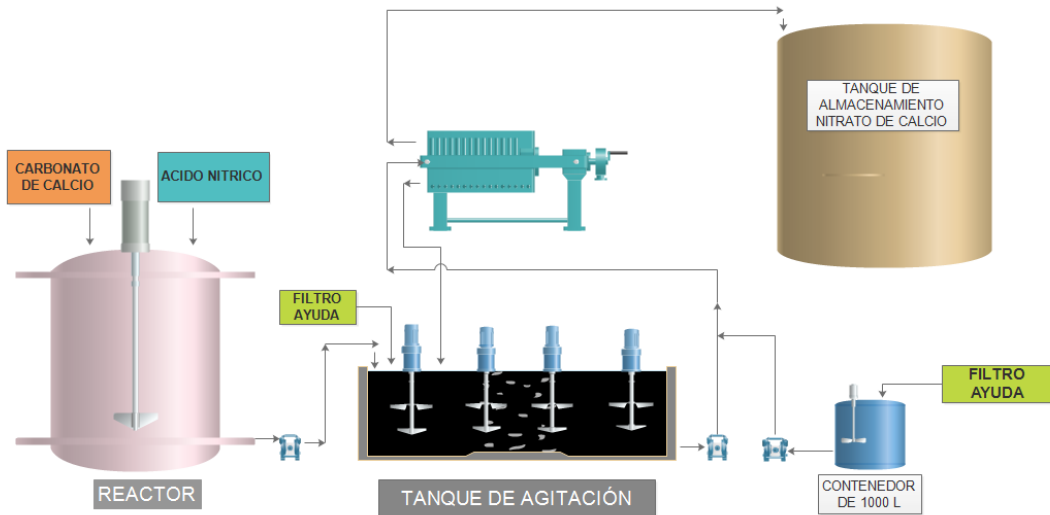 TANQUE DE
ALMACENAMIENTO
NITRATO DE CALCIO
CARBONATO
DE CALCIO
ACIDO NITRICO
FILTRO
AYUDA
FILTRO
AYUDA
REACTOR
TANQUE DE AGITACIÓN
CONTENEDOR
DE 1000 L